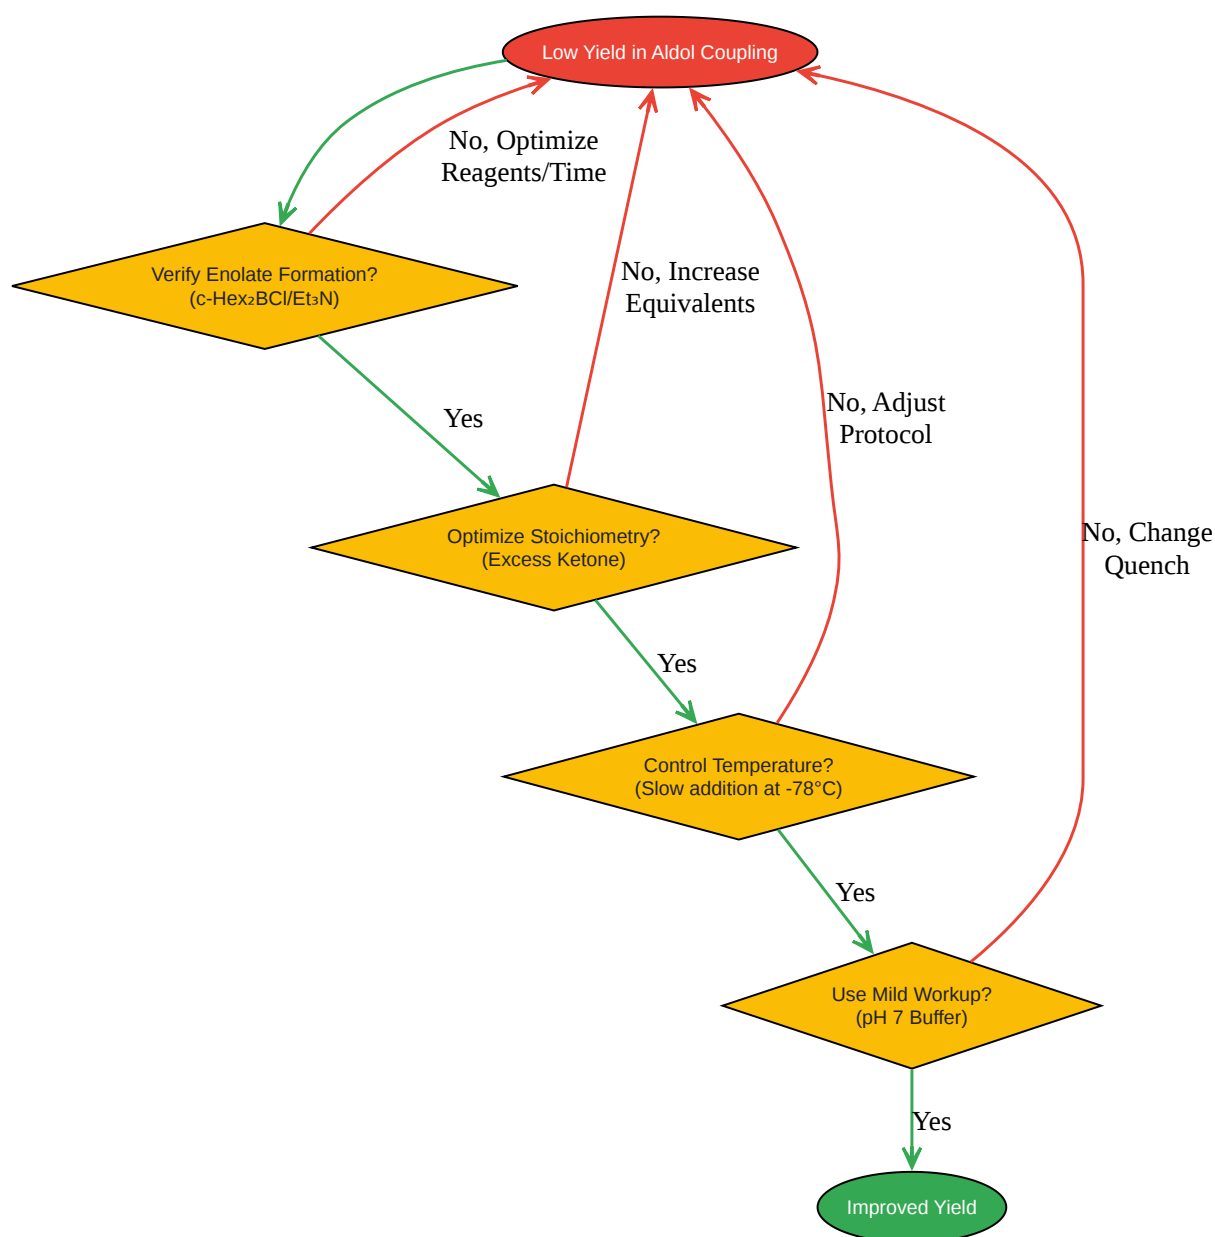 Low Yield in Aldol Coupling
No, Optimize
Reagents/Time
Verify Enolate Formation?
(c-Hex₂BCl/Et₃N)
No, Increase
Equivalents
Yes
No, Adjust
Protocol
Optimize Stoichiometry?
(Excess Ketone)
No, Change
Quench
Yes
Control Temperature?
(Slow addition at -78°C)
Yes
Use Mild Workup?
(pH 7 Buffer)
Yes
Improved Yield